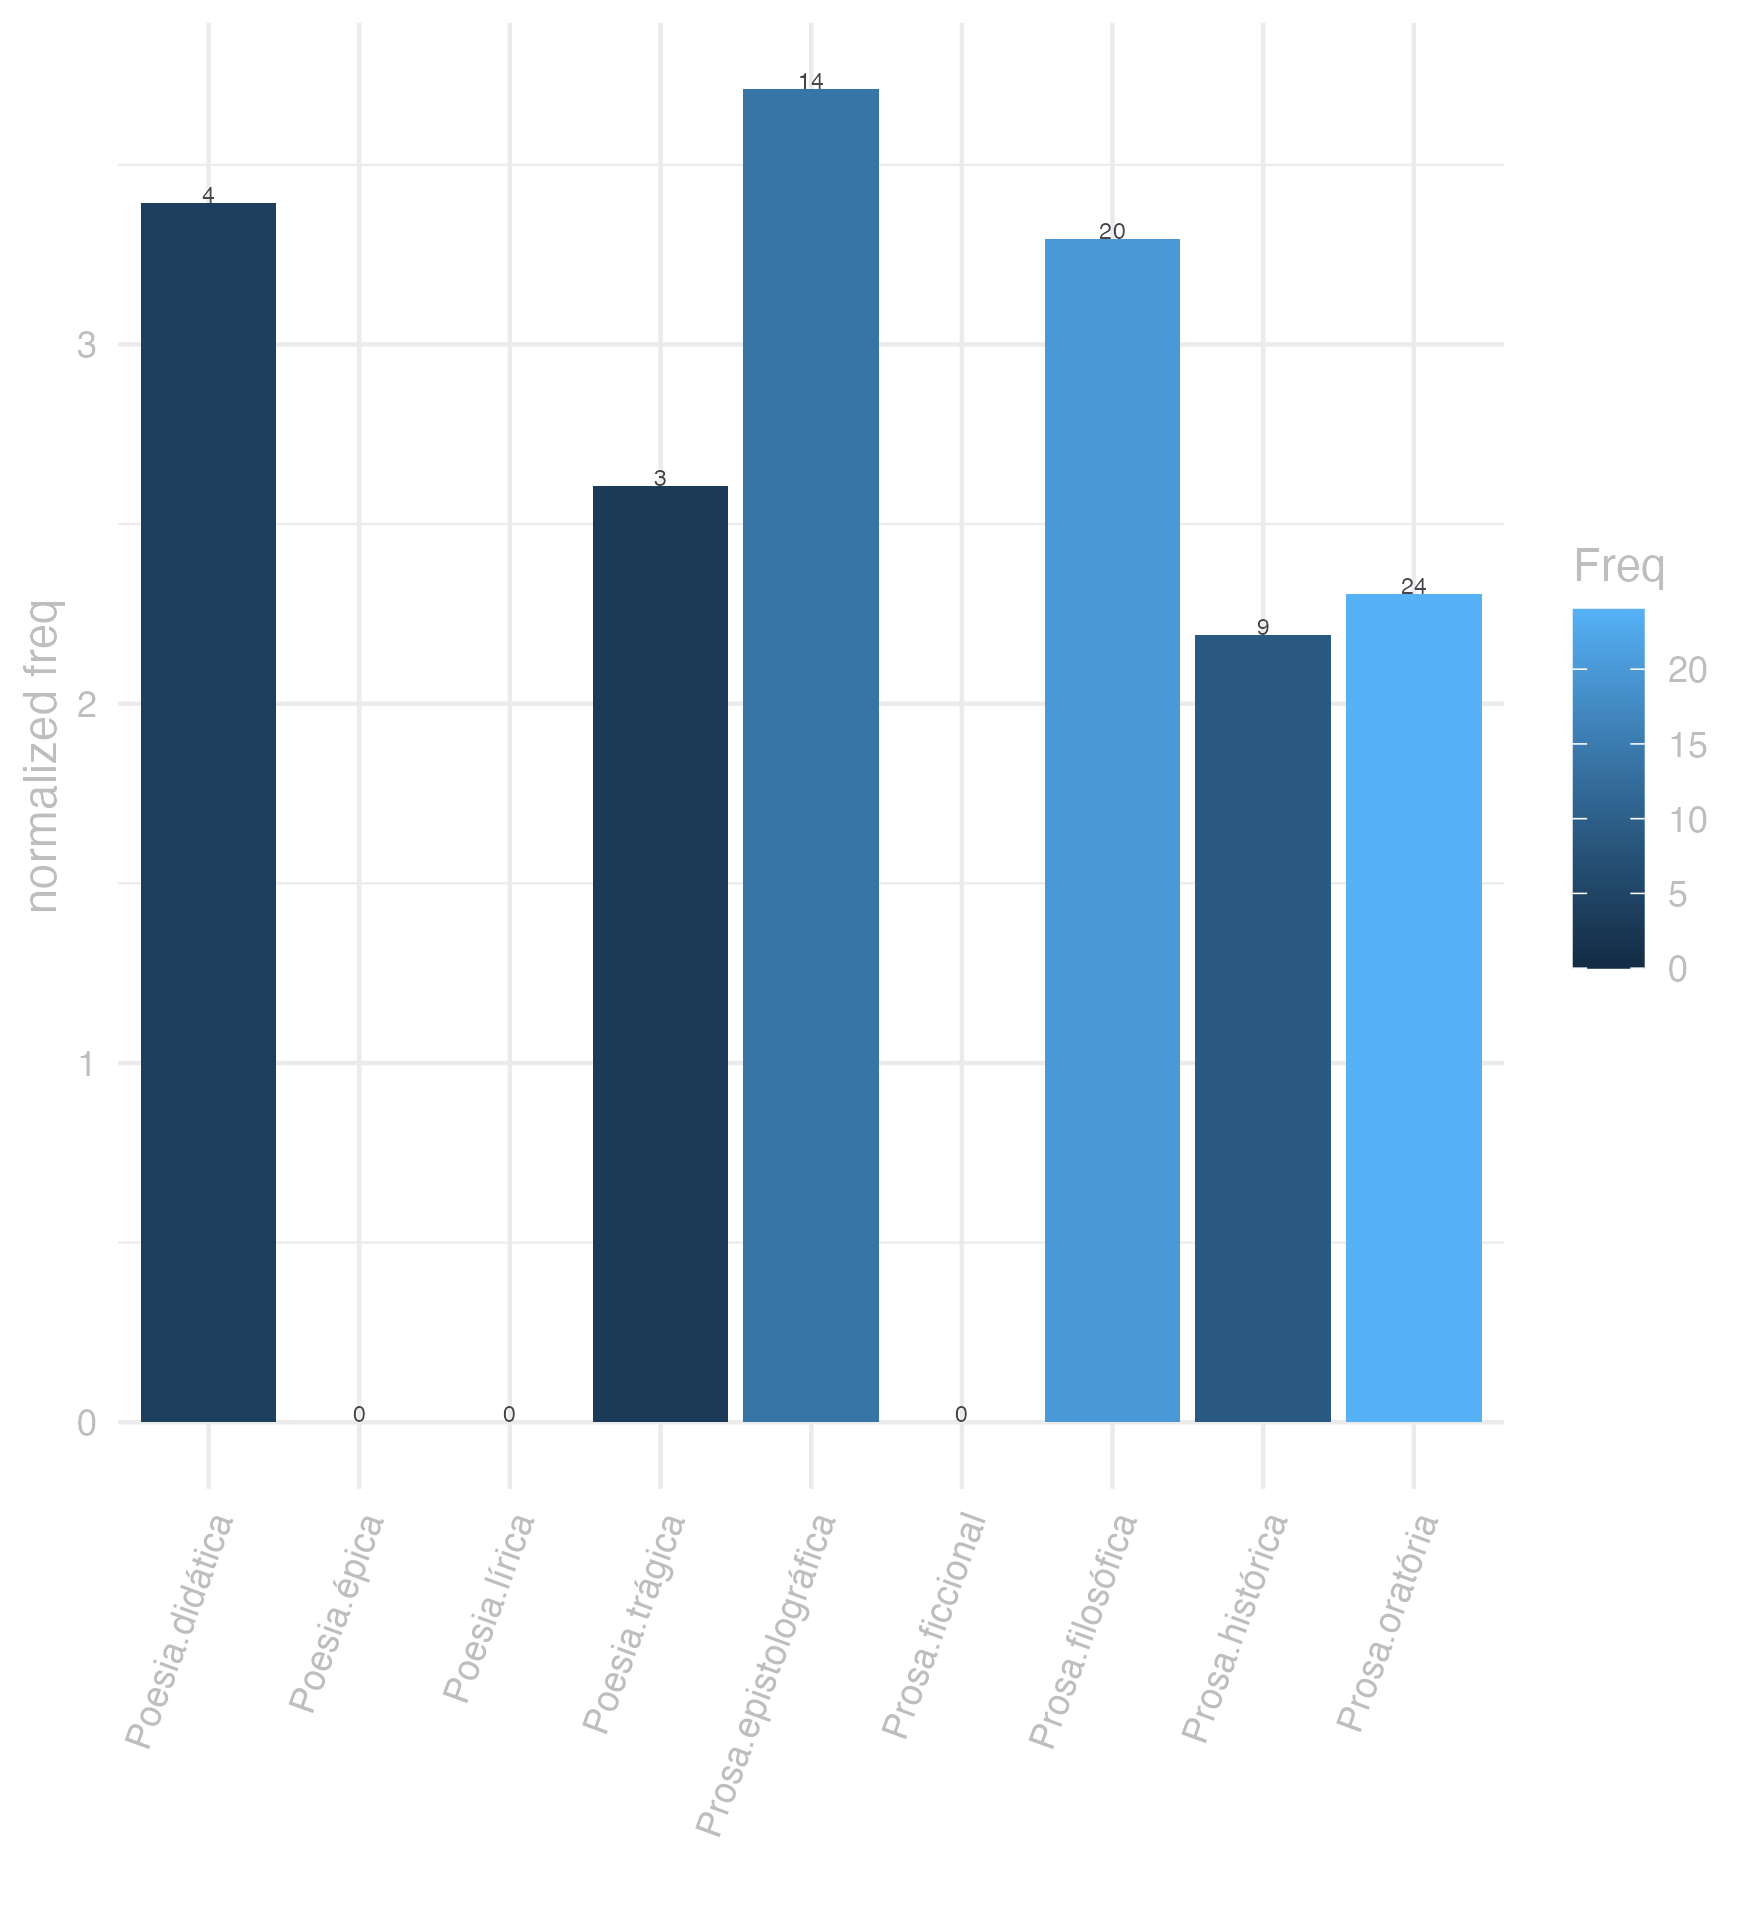 14
4
20
3
3
24
9
2
1
0
0
0
0
normalized freq
Freq
20
15
10
5
0
Poesia.didática
Poesia.épica
Poesia.lírica
Poesia.trágica
Prosa.epistolográfica
Prosa.ficcional
Prosa.filosófica
Prosa.histórica
Prosa.oratória